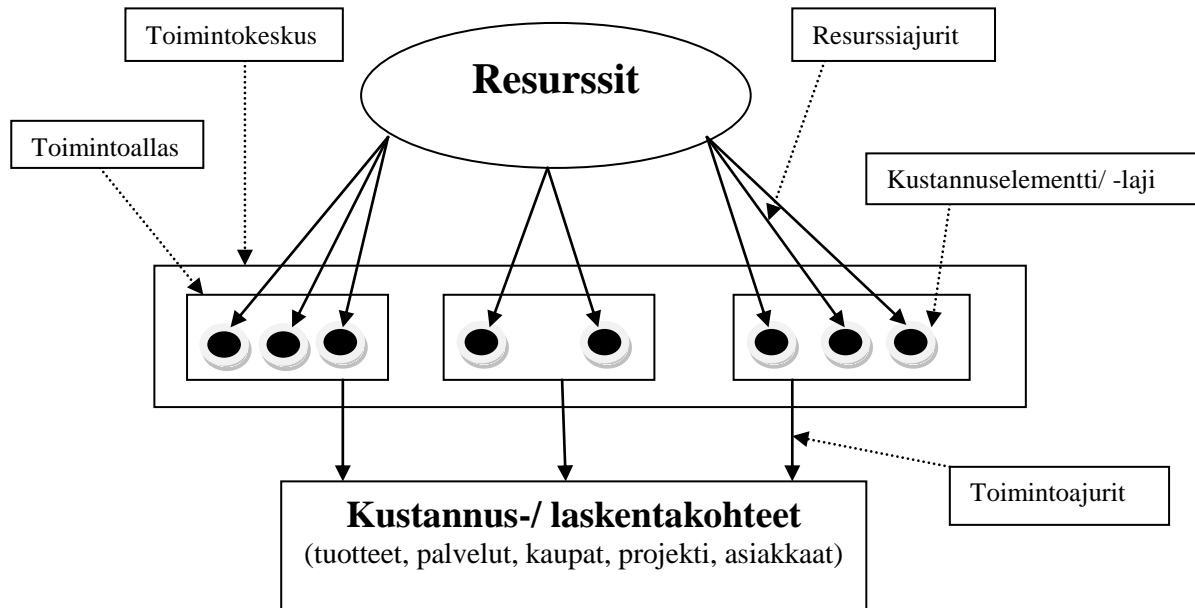 Toimintokeskus
Resurssiajurit
Resurssit
Toimintoallas
Kustannuselementti/ -laji
Toimintoajurit
Kustannus-/ laskentakohteet
(tuotteet, palvelut, kaupat, projekti, asiakkaat)